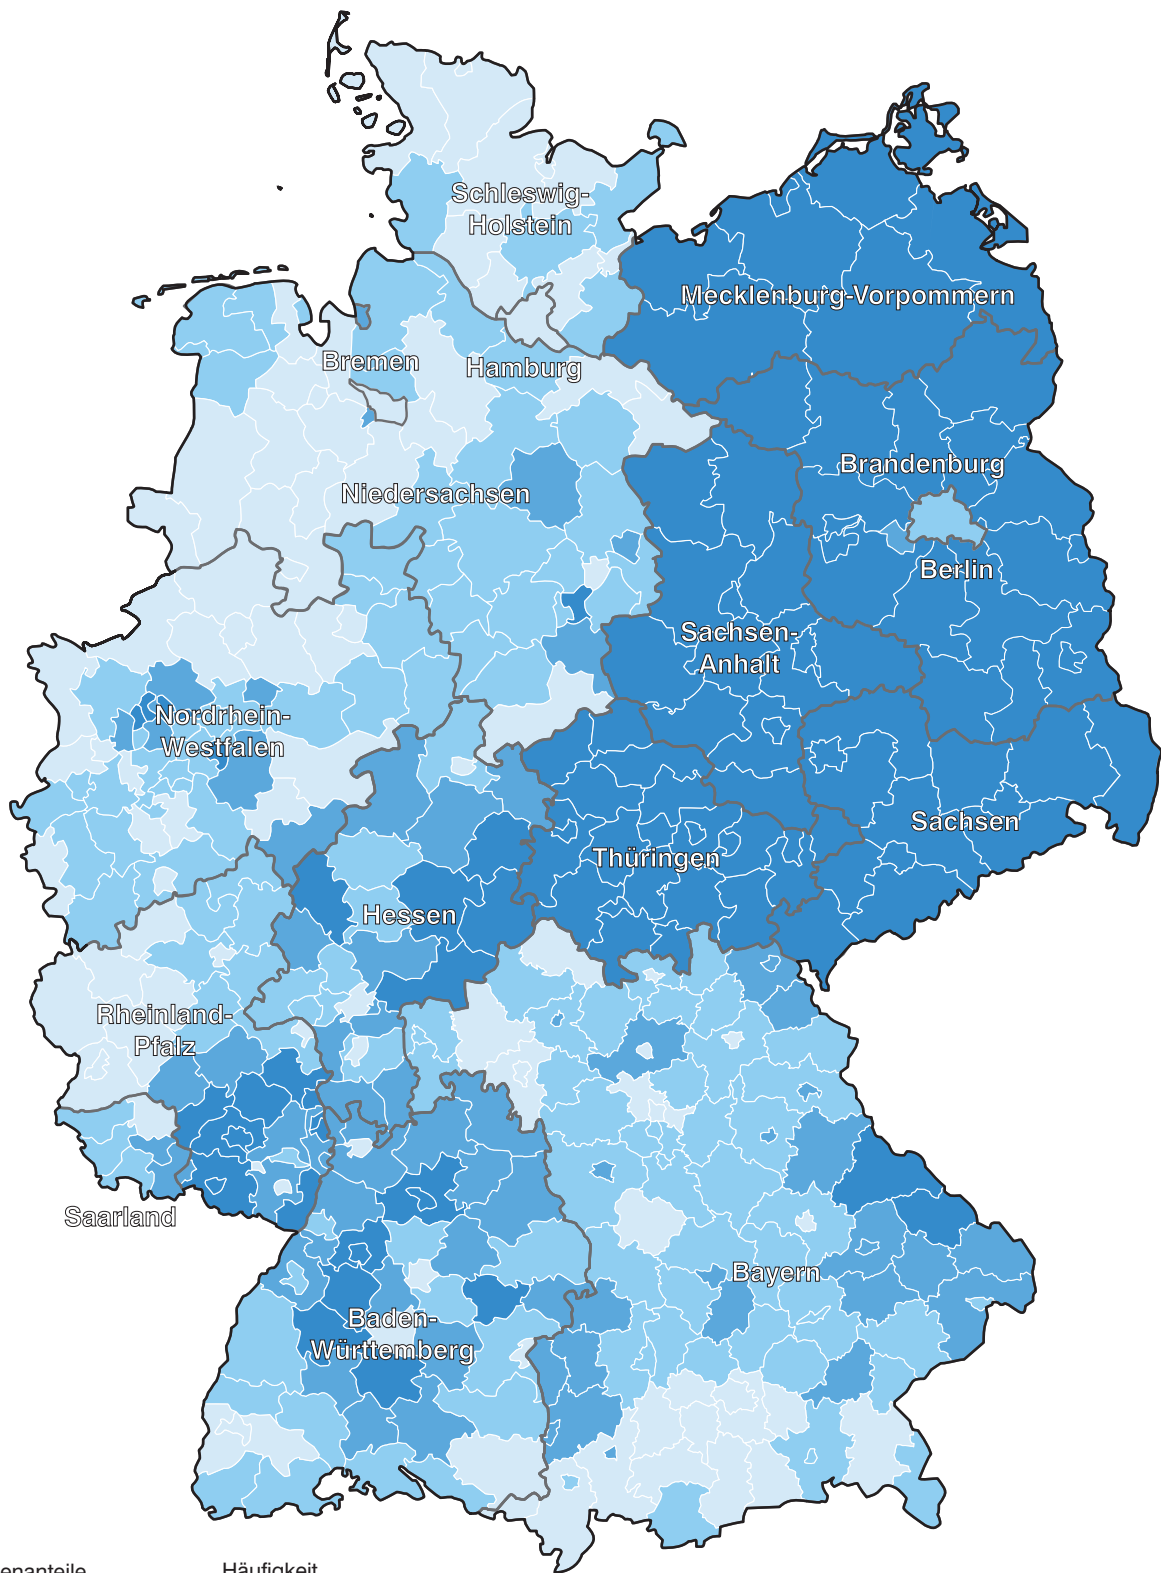 Schleswig-
Holstein
Mecklenburg-Vorpommern
Bremen
Hamburg
Brandenburg
Niedersachsen
Berlin
Sachsen-
Anhalt
Nordrhein-
Westfalen
Sachsen
Thüringen
Hessen
Rheinland-
Pfalz
Saarland
Bayern
Baden-
Württemberg
enanteile
Häufigkeit